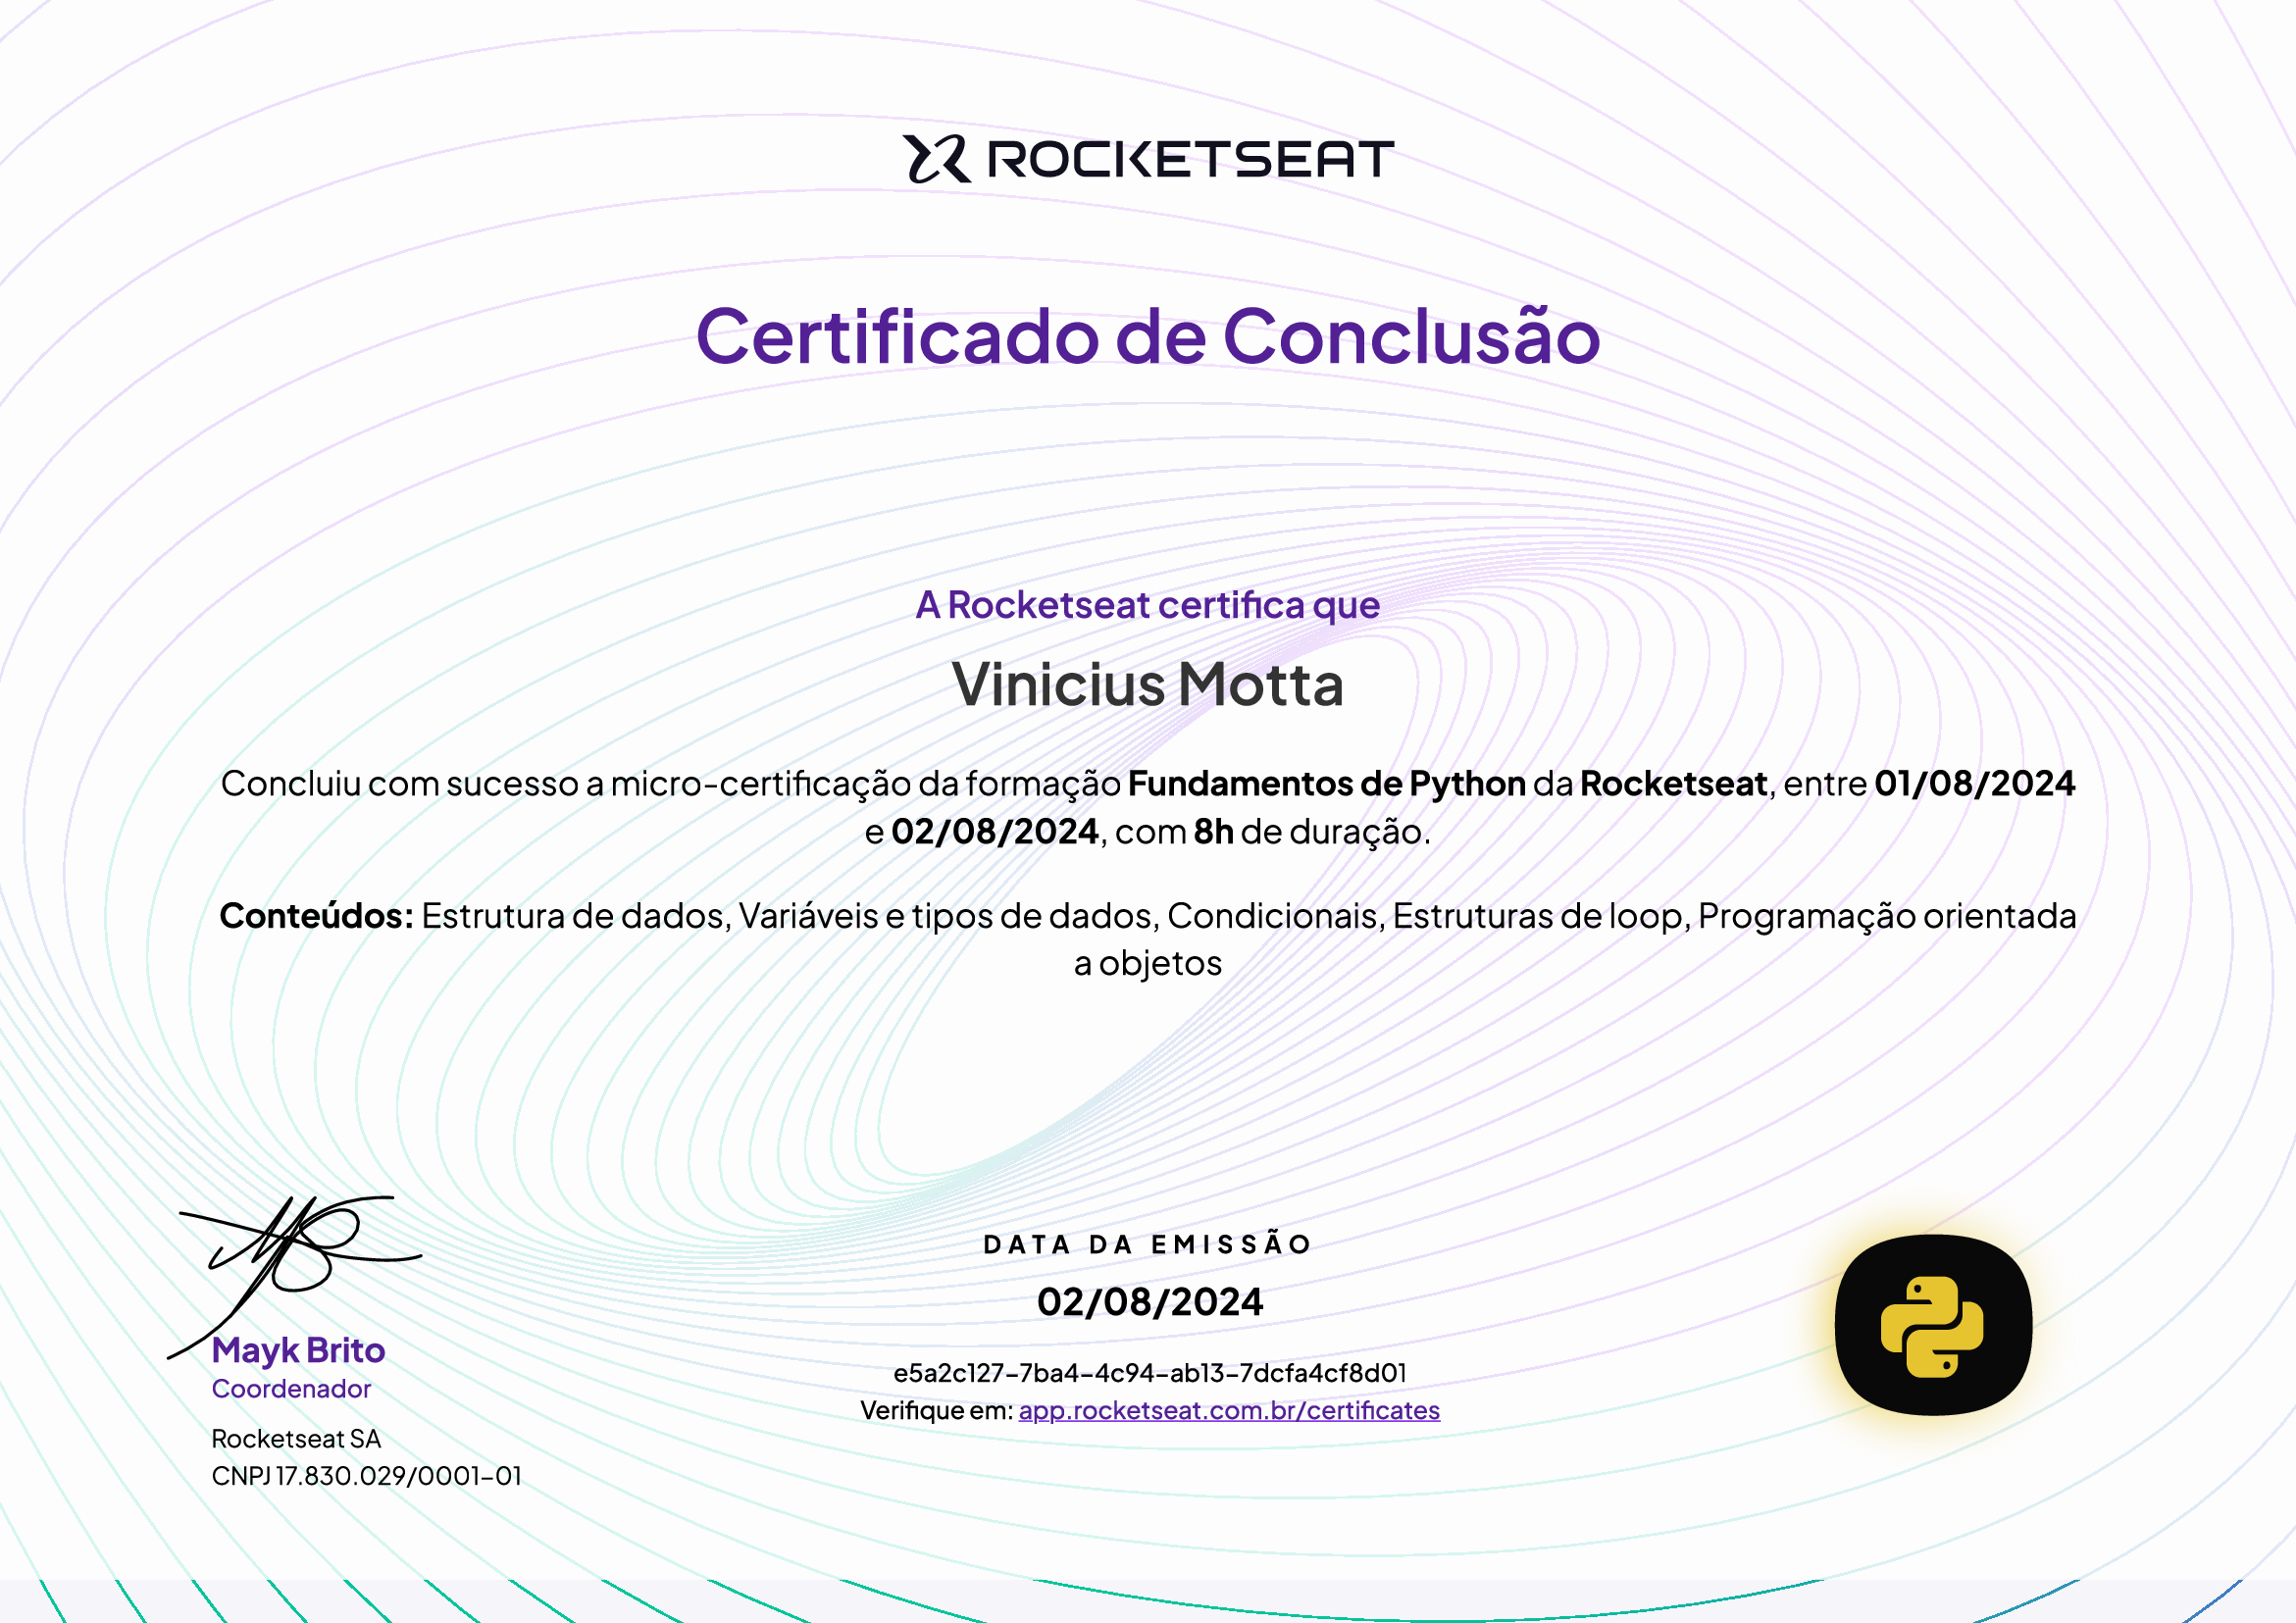 ROCKETSEAT
Certificado de Conclusão
A Rocketseat certifica que
Vinicius Motta
Concluiu com sucesso a micro-certificação da formação Fundamentos de Python da Rocketseat, entre 01/08/2024
e 02/08/2024, com 8h de duração.
Conteúdos: Estrutura de dados, Variáveis e tipos de dados, Condicionais, Estruturas de loop, Programação orientada
a objetos
Mayk Brito
Coordenador
Rocketseat SA
CNPJ 17.830.029/0001-01
DATA DA EMISSÃO
02/08/2024
e5a2c127-7ba4-4c94-ab13-7dcfa4cf8d01
Verifique em: app.rocketseat.com.br/certificates